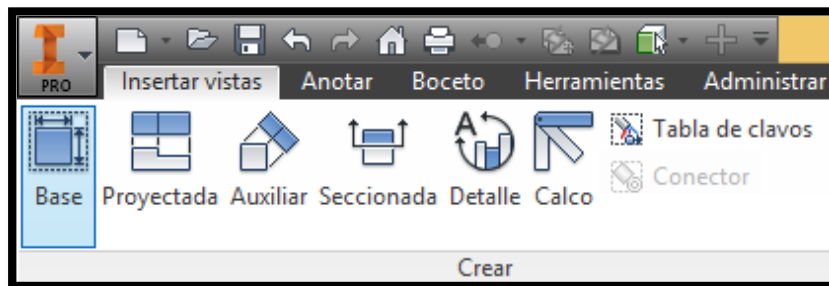 PRO
Insertar vistas Anotar Boceto Herramientas Administrar
Base Proyectada Auxiliar Seccionada Detalle Calco
Tabla de clavos
Conector
Crear